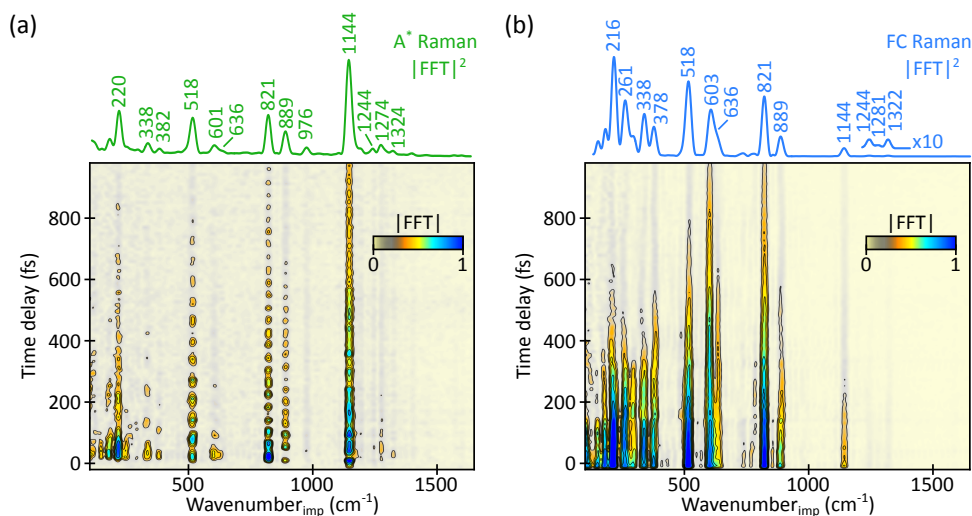 (a)
A* Raman
|FFT|²
220
338
382
518
601
636
821
889
976
1144
1244
1274
1324
|FFT|
0 1
Time delay (fs)
800
600
400
200
0
500 1000 1500
Wavenumber_imp (cm⁻¹)
(b)
FC Raman
|FFT|²
216
261
338
378
518
603
636
821
889
1144
1244
1281
1322
x10
|FFT|
0 1
Time delay (fs)
800
600
400
200
0
500 1000 1500
Wavenumber_imp (cm⁻¹)